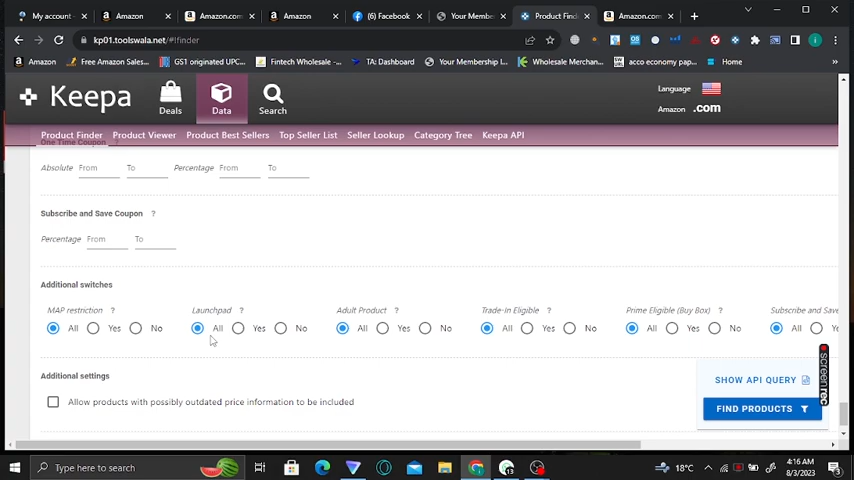 My account -
Amazon
Amazon.com
Amazon
(6) Facebook
Your Membe
Product Find
Amazon.com:
kp01.toolswala.net/#!finder
Amazon
Free Amazon Sales...
GS1 originated UPC...
Fintech Wholesale -...
TA: Dashboard
Your Membership l...
Wholesale Merchan...
acco economy pap...
Home
Keepa
Deals
Data
Search
Language
Amazon .com
Product Finder
Product Viewer
Product Best Sellers
Top Seller List
Seller Lookup
Category Tree
Keepa API
One Time Coupon ?
Absolute From To Percentage From To
Subscribe and Save Coupon ?
Percentage From To
Additional switches
MAP restriction ?
Launchpad ?
Adult Product ?
Trade-In Eligible ?
Prime Eligible (Buy Box) ?
Subscribe and Save
All Yes No
All Yes No
All Yes No
All Yes No
All Yes No
All Ye
Additional settings
Allow products with possibly outdated price information to be included
SHOW API QUERY
FIND PRODUCTS
screenrec
Type here to search
13
18°C
4:16 AM
8/3/2023
3